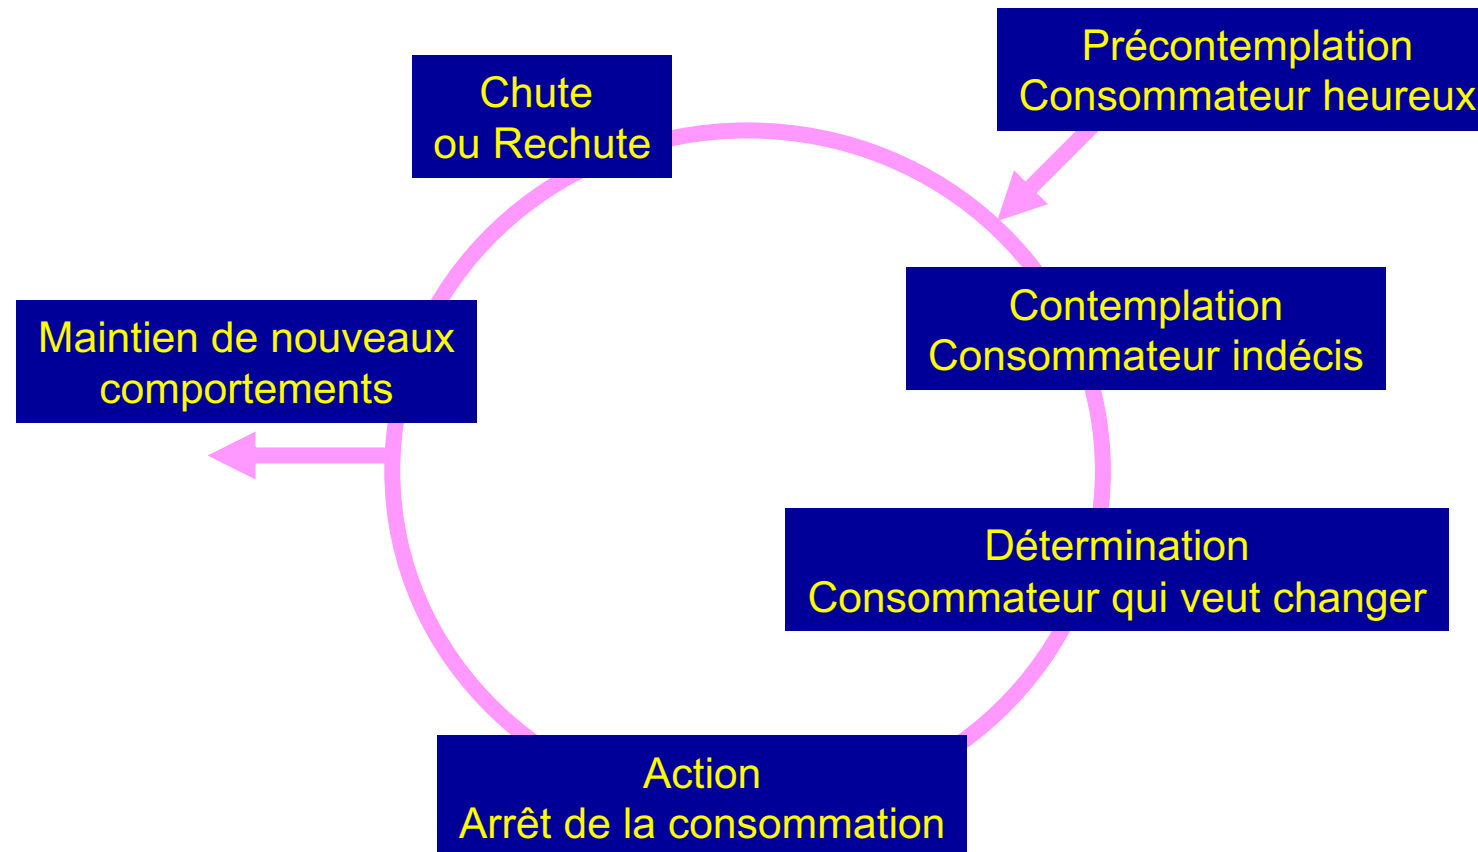 Précontemplation
Consommateur heureux
Chute
ou Rechute
Contemplation
Consommateur indécis
Maintien de nouveaux
comportements
Détermination
Consommateur qui veut changer
Action
Arrêt de la consommation